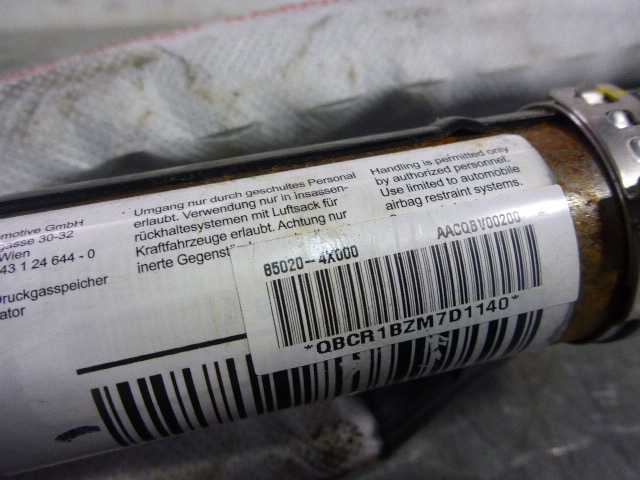 omotive GmbH
gasse 30-32
Wien
43 1 24 644 - 0
Druckgasspeicher
ator
Umgang nur durch geschultes Personal
erlaubt. Verwendung nur in insassen-
rückhaltesystemen mit Luftsack für
Kraftfahrzeuge erlaubt. Achtung nur
inerte Gegenst
Handling is permitted only
by authorized personnel.
Use limited to automobile
airbag restraint systems.
85020-4X000
AACQBV00200
*QBCR1BZM7D1140*